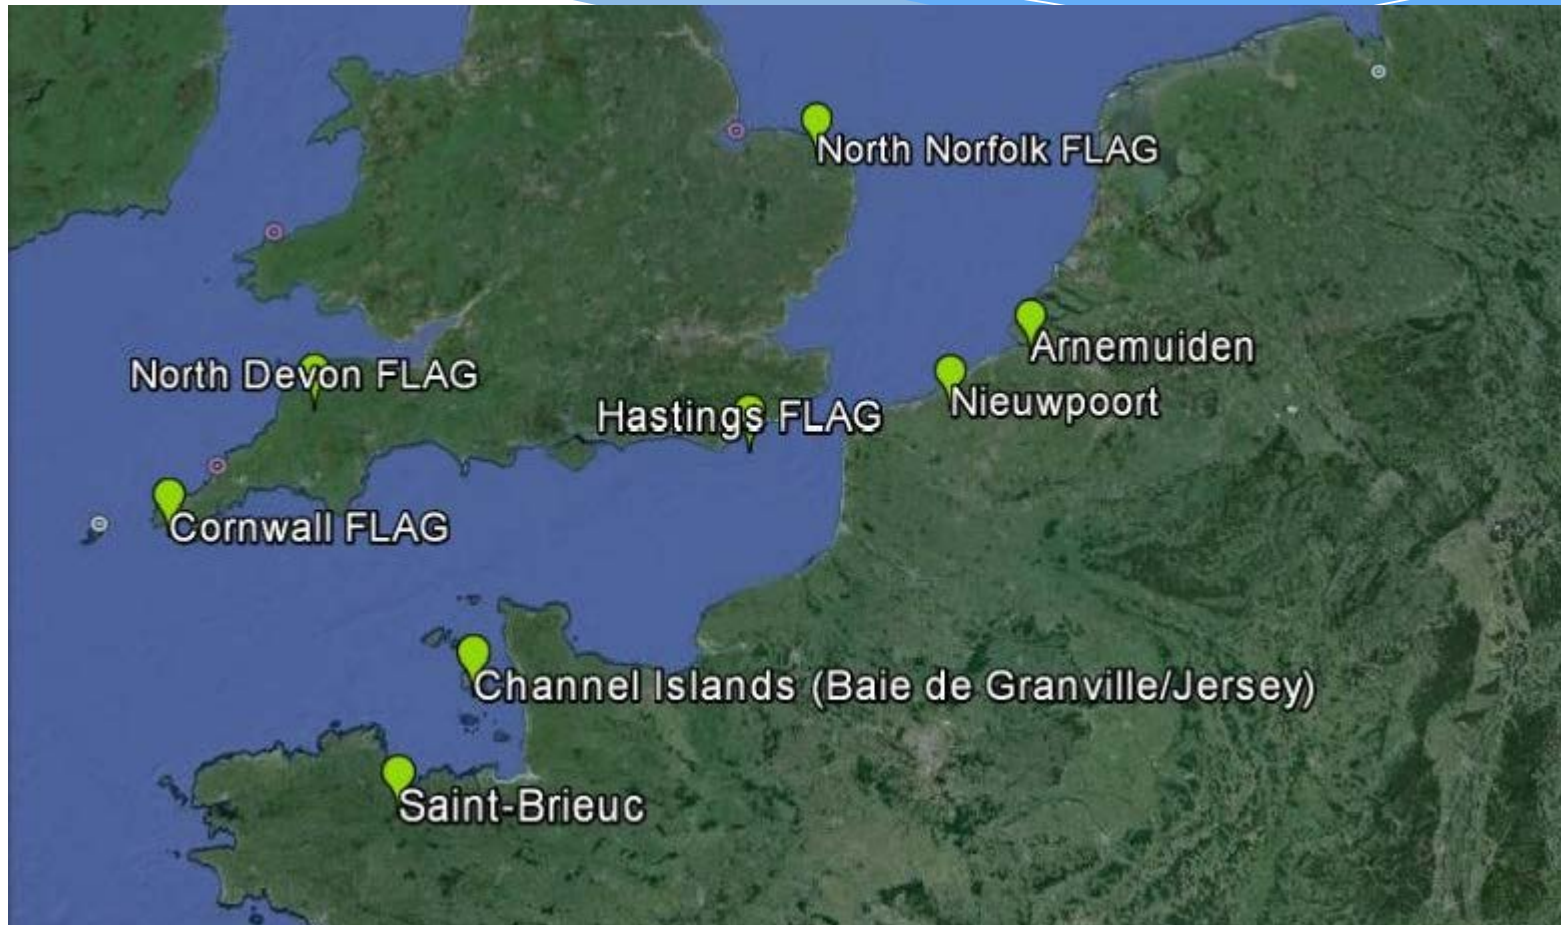 North Norfolk FLAG
Arnemuiden
North Devon FLAG
Nieuwpoort
Hastings FLAG
Cornwall FLAG
Channel Islands (Baie de Granville/Jersey)
Saint-Brieuc